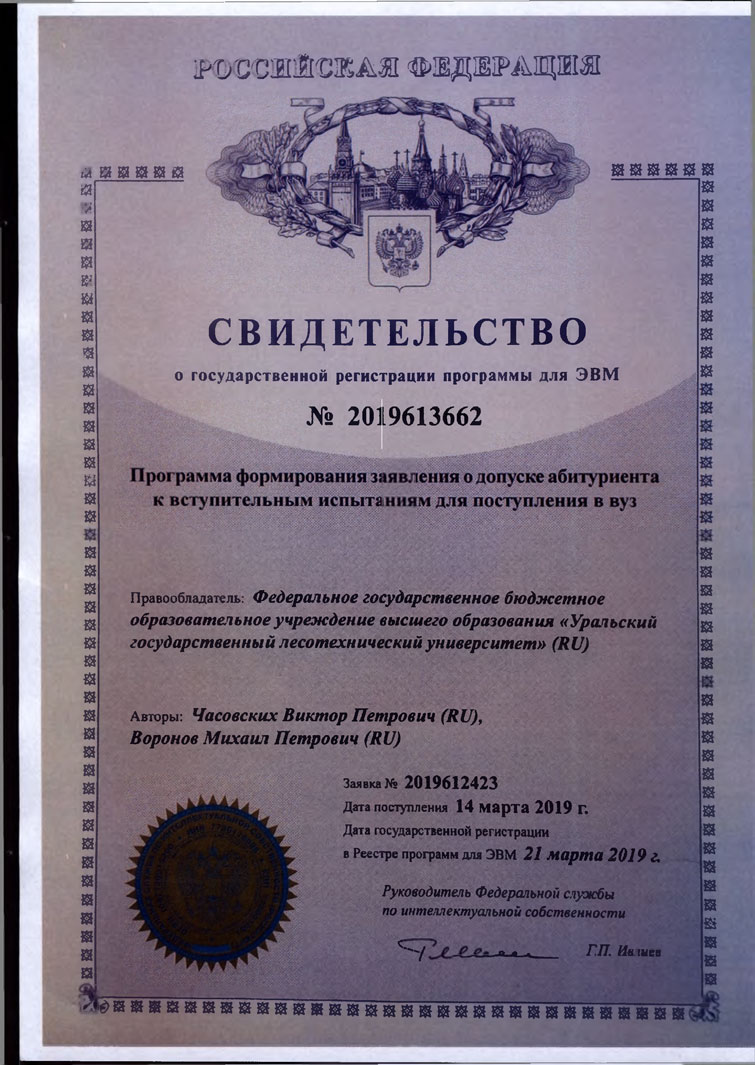 РОССИЙСКАЯ ФЕДЕРАЦИЯ
СВИДЕТЕЛЬСТВО
о государственной регистрации программы для ЭВМ
№ 2019613662
Программа формирования заявления о допуске абитуриента
к вступительным испытаниям для поступления в вуз
Правообладатель: Федеральное государственное бюджетное
образовательное учреждение высшего образования «Уральский
государственный лесотехнический университет» (RU)
Авторы: Часовских Виктор Петрович (RU),
Воронов Михаил Петрович (RU)
Заявка № 2019612423
Дата поступления 14 марта 2019 г.
Дата государственной регистрации
в Реестре программ для ЭВМ 21 марта 2019 г.
Руководитель Федеральной службы
по интеллектуальной собственности
Г.П. Ивлиев